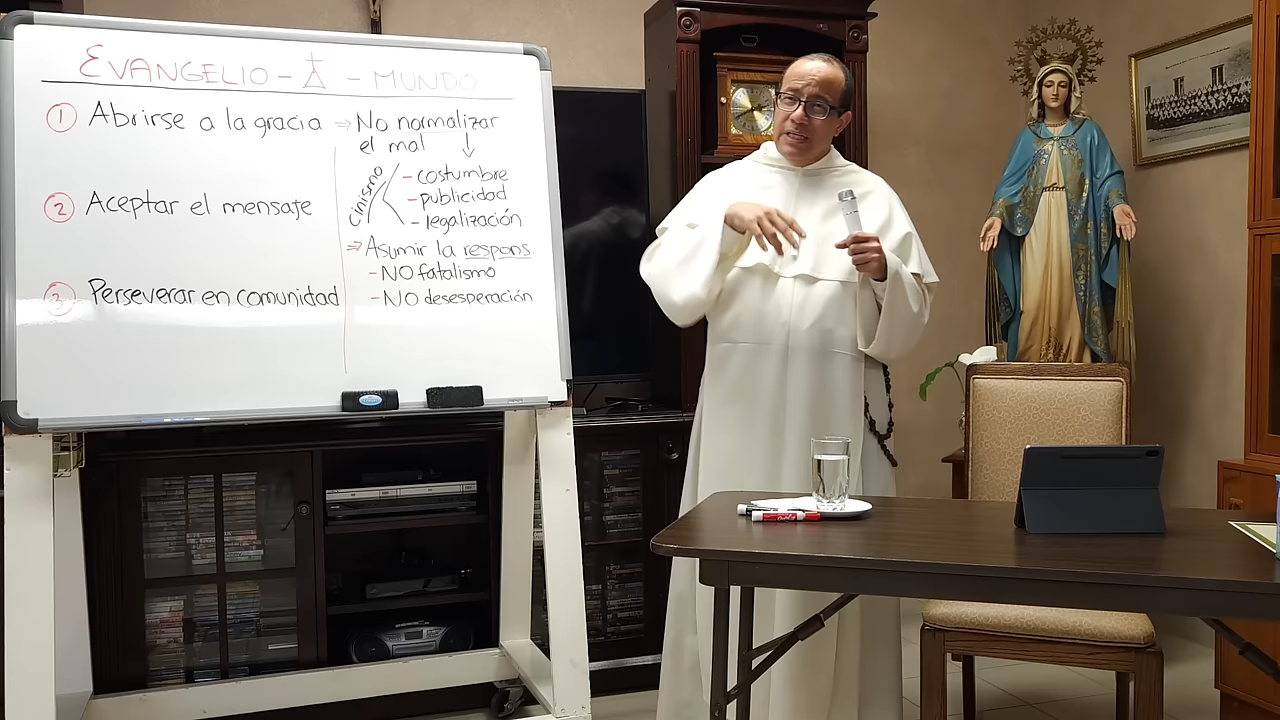 EVANGELIO - - MUNDO
1 Abrirse a la gracia
2 Aceptar el mensaje
3 Perseverar en comunidad
⇒ No normalizar
el mal
cinismo
- costumbre
- publicidad
- legalización
⇒ Asumir la respons.
- NO fatalismo
- NO desesperación